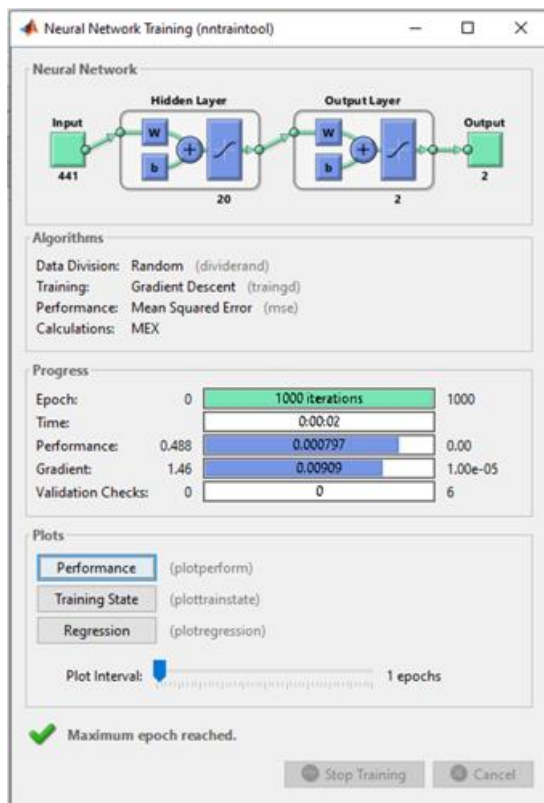 Neural Network Training (nntraintool)
Neural Network
Hidden Layer
Output Layer
Input
Output
W
b
+
W
b
+
441
20
2
2
Algorithms
Data Division: Random (dividerand)
Training: Gradient Descent (traingd)
Performance: Mean Squared Error (mse)
Calculations: MEX
Progress
Epoch: 0 1000 iterations 1000
Time: 0:00:02
Performance: 0.488 0.000797 0.00
Gradient: 1.46 0.00909 1.00e-05
Validation Checks: 0 0 6
Plots
Performance (plotperform)
Training State (plottrainstate)
Regression (plotregression)
Plot Interval: 1 epochs
Maximum epoch reached.
Stop Training Cancel